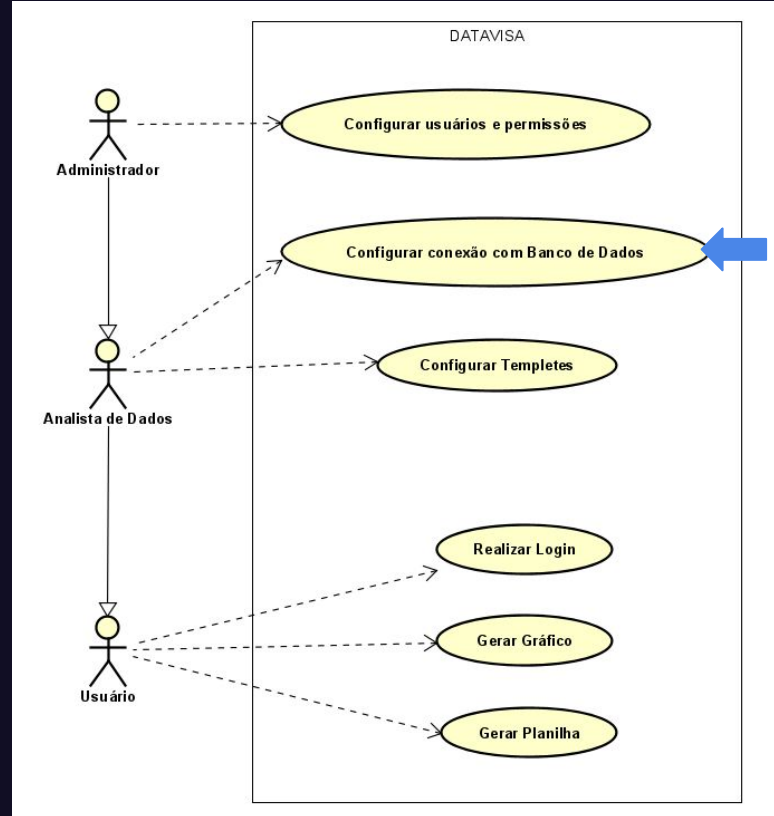 DATAVISA
Configurar usuários e permissões
Administrador
Configurar conexão com Banco de Dados
Configurar Templetes
Analista de Dados
Realizar Login
Gerar Gráfico
Usuário
Gerar Planilha